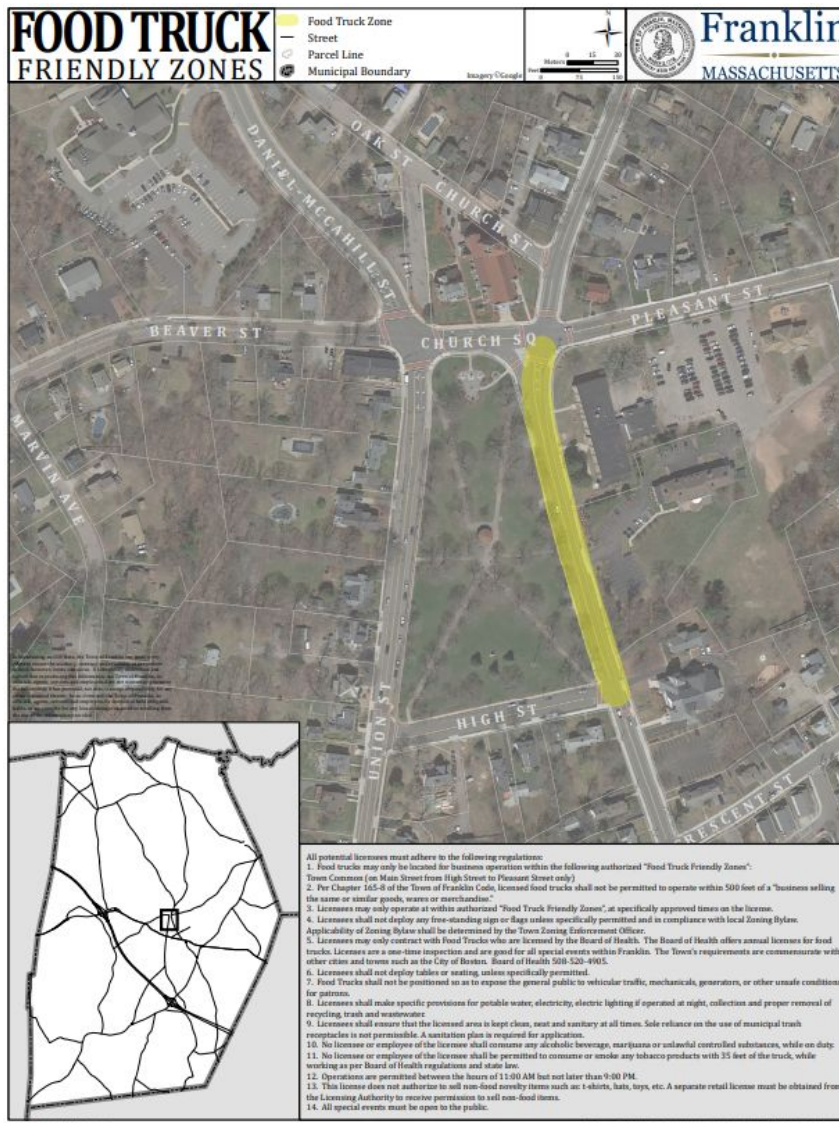 FOOD TRUCK
FRIENDLY ZONES
Food Truck Zone
Street
Parcel Line
Municipal Boundary
Imagery ©Google
N
0 15 30
Meters
Feet
0 75 150
Franklin
MASSACHUSETTS
OAK ST
CHURCH ST
DANIEL-MCCAHILL ST
PLEASANT ST
BEAVER ST
CHURCH SQ
MARVIN AVE
UNION ST
HIGH ST
CRESCENT ST
All potential licensees must adhere to the following regulations:
1. Food trucks may only be located for business operation within the following authorized "Food Truck Friendly Zones":
Town Common (on Main Street from High Street to Pleasant Street only)
2. Per Chapter 165-8 of the Town of Franklin Code, licensed food trucks shall not be permitted to operate within 500 feet of a "business selling
the same or similar goods, wares or merchandise."
3. Licensees may only operate at within authorized "Food Truck Friendly Zones", at specifically approved times on the license.
4. Licensees shall not deploy any free-standing sign or flags unless specifically permitted and in compliance with local Zoning Bylaw.
Applicability of Zoning Bylaw shall be determined by the Town Zoning Enforcement Officer.
5. Licensees may only contract with Food Trucks who are licensed by the Board of Health. The Board of Health offers annual licenses for food
trucks. Licenses are a one-time inspection and are good for all special events within Franklin. The Town's requirements are commensurate with
other cities and towns such as the City of Boston. Board of Health 508-520-4905.
6. Licensees shall not deploy tables or seating, unless specifically permitted.
7. Food Trucks shall not be positioned so as to expose the general public to vehicular traffic, mechanicals, generators, or other unsafe conditions
for patrons.
8. Licensees shall make specific provisions for potable water, electricity, electric lighting if operated at night, collection and proper removal of
recycling, trash and wastewater.
9. Licensees shall ensure that the licensed area is kept clean, neat and sanitary at all times. Sole reliance on the use of municipal trash
receptacles is not permissible. A sanitation plan is required for application.
10. No licensee or employee of the licensee shall consume any alcoholic beverage, marijuana or unlawful controlled substances, while on duty.
11. No licensee or employee of the licensee shall be permitted to consume or smoke any tobacco products with 35 feet of the truck, while
working as per Board of Health regulations and state law.
12. Operations are permitted between the hours of 11:00 AM but not later than 9:00 PM.
13. This license does not authorize to sell non-food novelty items such as: t-shirts, hats, toys, etc. A separate retail license must be obtained from
the Licensing Authority to receive permission to sell non-food items.
14. All special events must be open to the public.